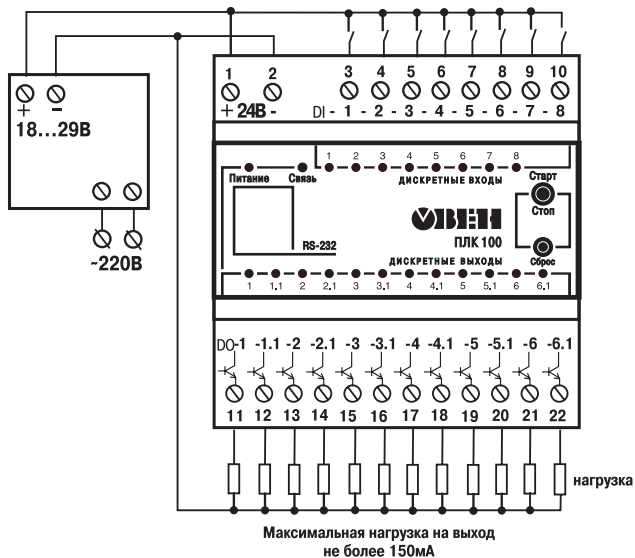 1 2 3 4 5 6 7 8 9 10
+ 24В - DI - 1 - 2 - 3 - 4 - 5 - 6 - 7 - 8
+ -
18...29В
~220В
1 2 3 4 5 6 7 8
Питание Связь ДИСКРЕТНЫЕ ВХОДЫ Старт
Стоп
ОВЕН
ПЛК 100
RS-232
ДИСКРЕТНЫЕ ВЫХОДЫ Сброс
1 1.1 2 2.1 3 3.1 4 4.1 5 5.1 6 6.1
DO-1 -1.1 -2 -2.1 -3 -3.1 -4 -4.1 -5 -5.1 -6 -6.1
11 12 13 14 15 16 17 18 19 20 21 22
нагрузка
Максимальная нагрузка на выход
не более 150мА